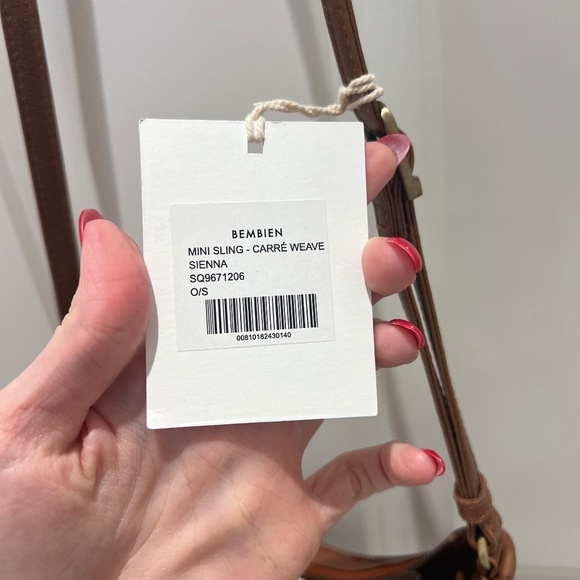 BEMBIEN
MINI SLING - CARRÉ WEAVE
SIENNA
SQ9671206
O/S
00810182430140